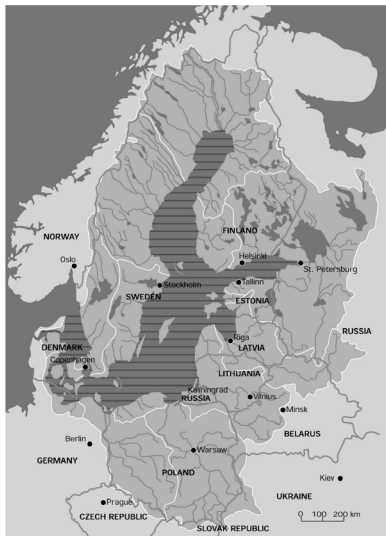 FINLAND
NORWAY
Helsinki
Oslo
St. Petersburg
Stockholm
Tallinn
SWEDEN
ESTONIA
RUSSIA
Riga
DENMARK
LATVIA
Copenhagen
LITHUANIA
Kaliningrad
RUSSIA
Vilnius
Minsk
BELARUS
Berlin
Warsaw
GERMANY
POLAND
Kiev
UKRAINE
Prague
CZECH REPUBLIC
0 100 200 km
SLOVAK REPUBLIC